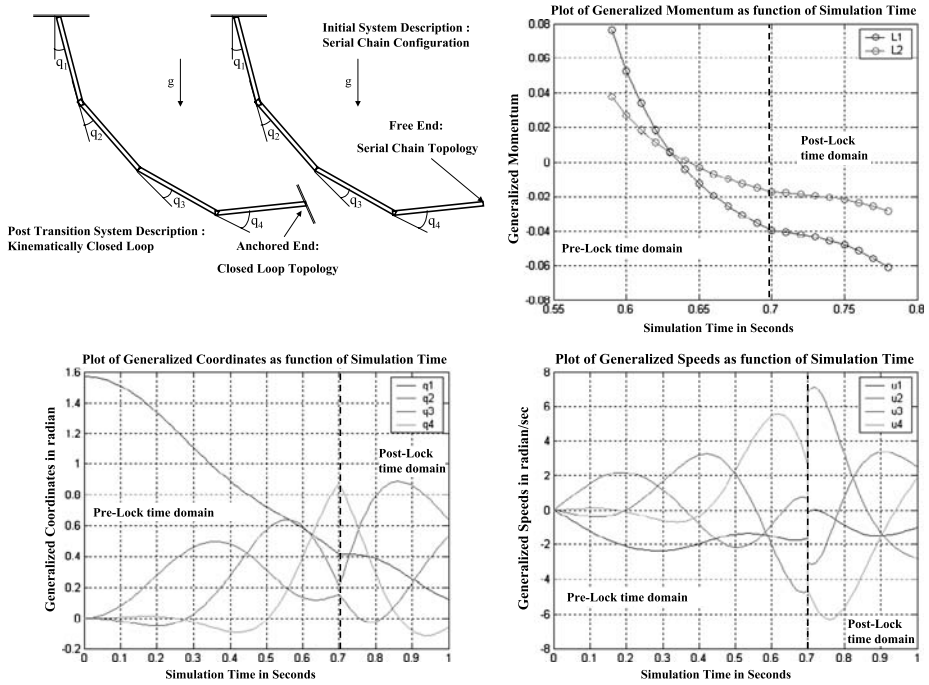 Initial System Description :
Serial Chain Configuration
q1
q1
g
g
q2
q2
Free End:
Serial Chain Topology
q3
q3
q4
q4
Post Transition System Description :
Kinematically Closed Loop
Anchored End:
Closed Loop Topology
Plot of Generalized Momentum as function of Simulation Time
0.08
0.06
0.04
0.02
0
-0.02
-0.04
-0.06
-0.08
Generalized Momentum
L1
L2
Post-Lock
time domain
Pre-Lock time domain
0.55 0.6 0.65 0.7 0.75 0.8
Simulation Time in Seconds
Plot of Generalized Coordinates as function of Simulation Time
1.6
1.4
1.2
1
0.8
0.6
0.4
0.2
0
-0.2
Generalized Coordinates in radian
q1
q2
q3
q4
Post-Lock
time domain
Pre-Lock time domain
0 0.1 0.2 0.3 0.4 0.5 0.6 0.7 0.8 0.9 1
Simulation Time in Seconds
Plot of Generalized Speeds as function of Simulation Time
8
6
4
2
0
-2
-4
-6
-8
Generalized Speeds in radian/sec
u1
u2
u3
u4
Pre-Lock time domain
Post-Lock
time domain
0 0.1 0.2 0.3 0.4 0.5 0.6 0.7 0.8 0.9 1
Simulation Time in Seconds